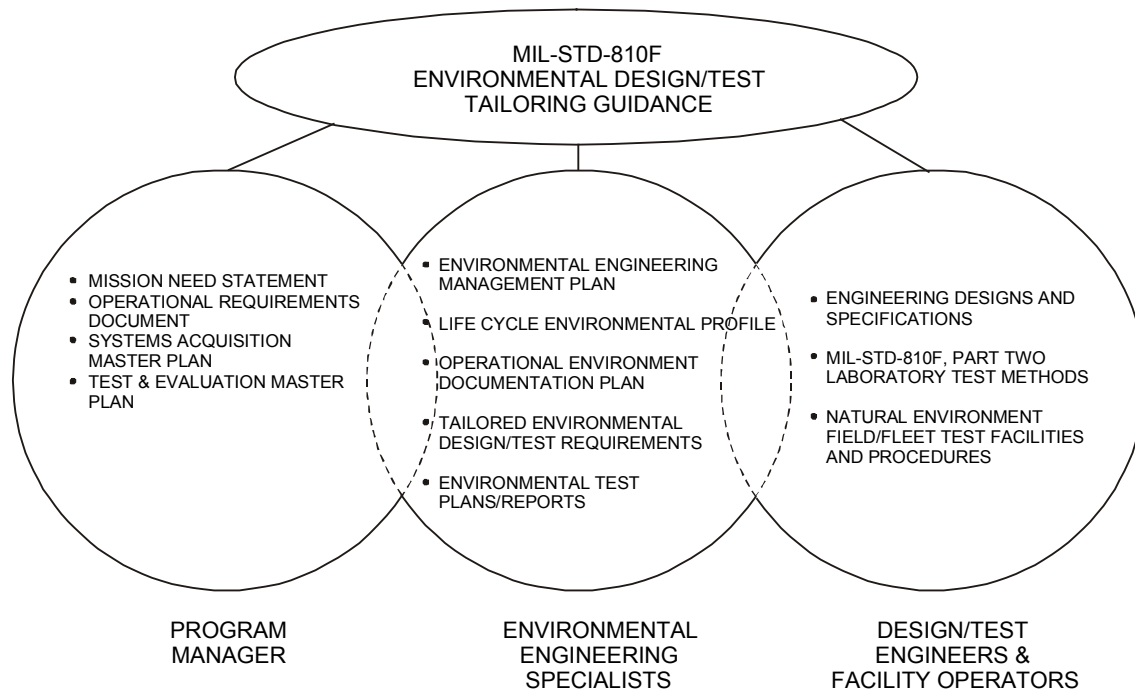 MIL-STD-810F
ENVIRONMENTAL DESIGN/TEST
TAILORING GUIDANCE
• MISSION NEED STATEMENT
• OPERATIONAL REQUIREMENTS
DOCUMENT
• SYSTEMS ACQUISITION
MASTER PLAN
• TEST & EVALUATION MASTER
PLAN
• ENVIRONMENTAL ENGINEERING
MANAGEMENT PLAN
• LIFE CYCLE ENVIRONMENTAL PROFILE
• OPERATIONAL ENVIRONMENT
DOCUMENTATION PLAN
• TAILORED ENVIRONMENTAL
DESIGN/TEST REQUIREMENTS
• ENVIRONMENTAL TEST
PLANS/REPORTS
• ENGINEERING DESIGNS AND
SPECIFICATIONS
• MIL-STD-810F, PART TWO
LABORATORY TEST METHODS
• NATURAL ENVIRONMENT
FIELD/FLEET TEST FACILITIES
AND PROCEDURES
PROGRAM
MANAGER
ENVIRONMENTAL
ENGINEERING
SPECIALISTS
DESIGN/TEST
ENGINEERS &
FACILITY OPERATORS